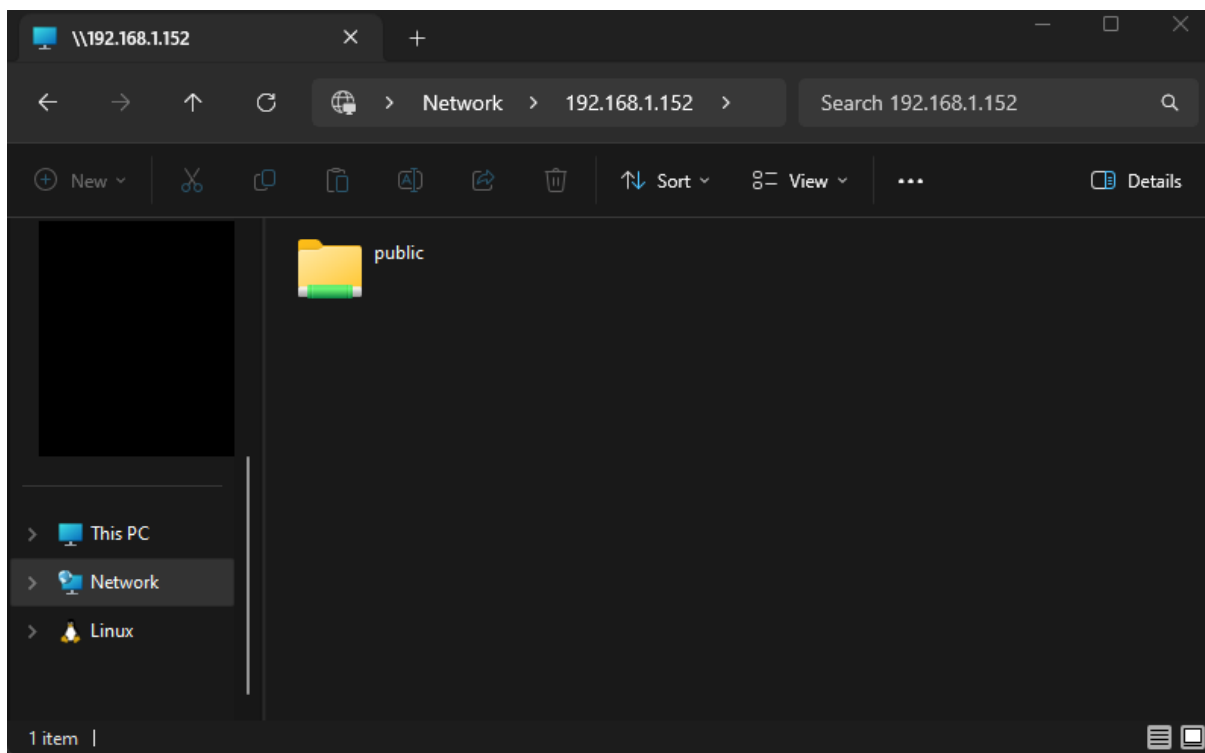 \\192.168.1.152
Network > 192.168.1.152 >
Search 192.168.1.152
New
Sort
View
Details
public
This PC
Network
Linux
1 item